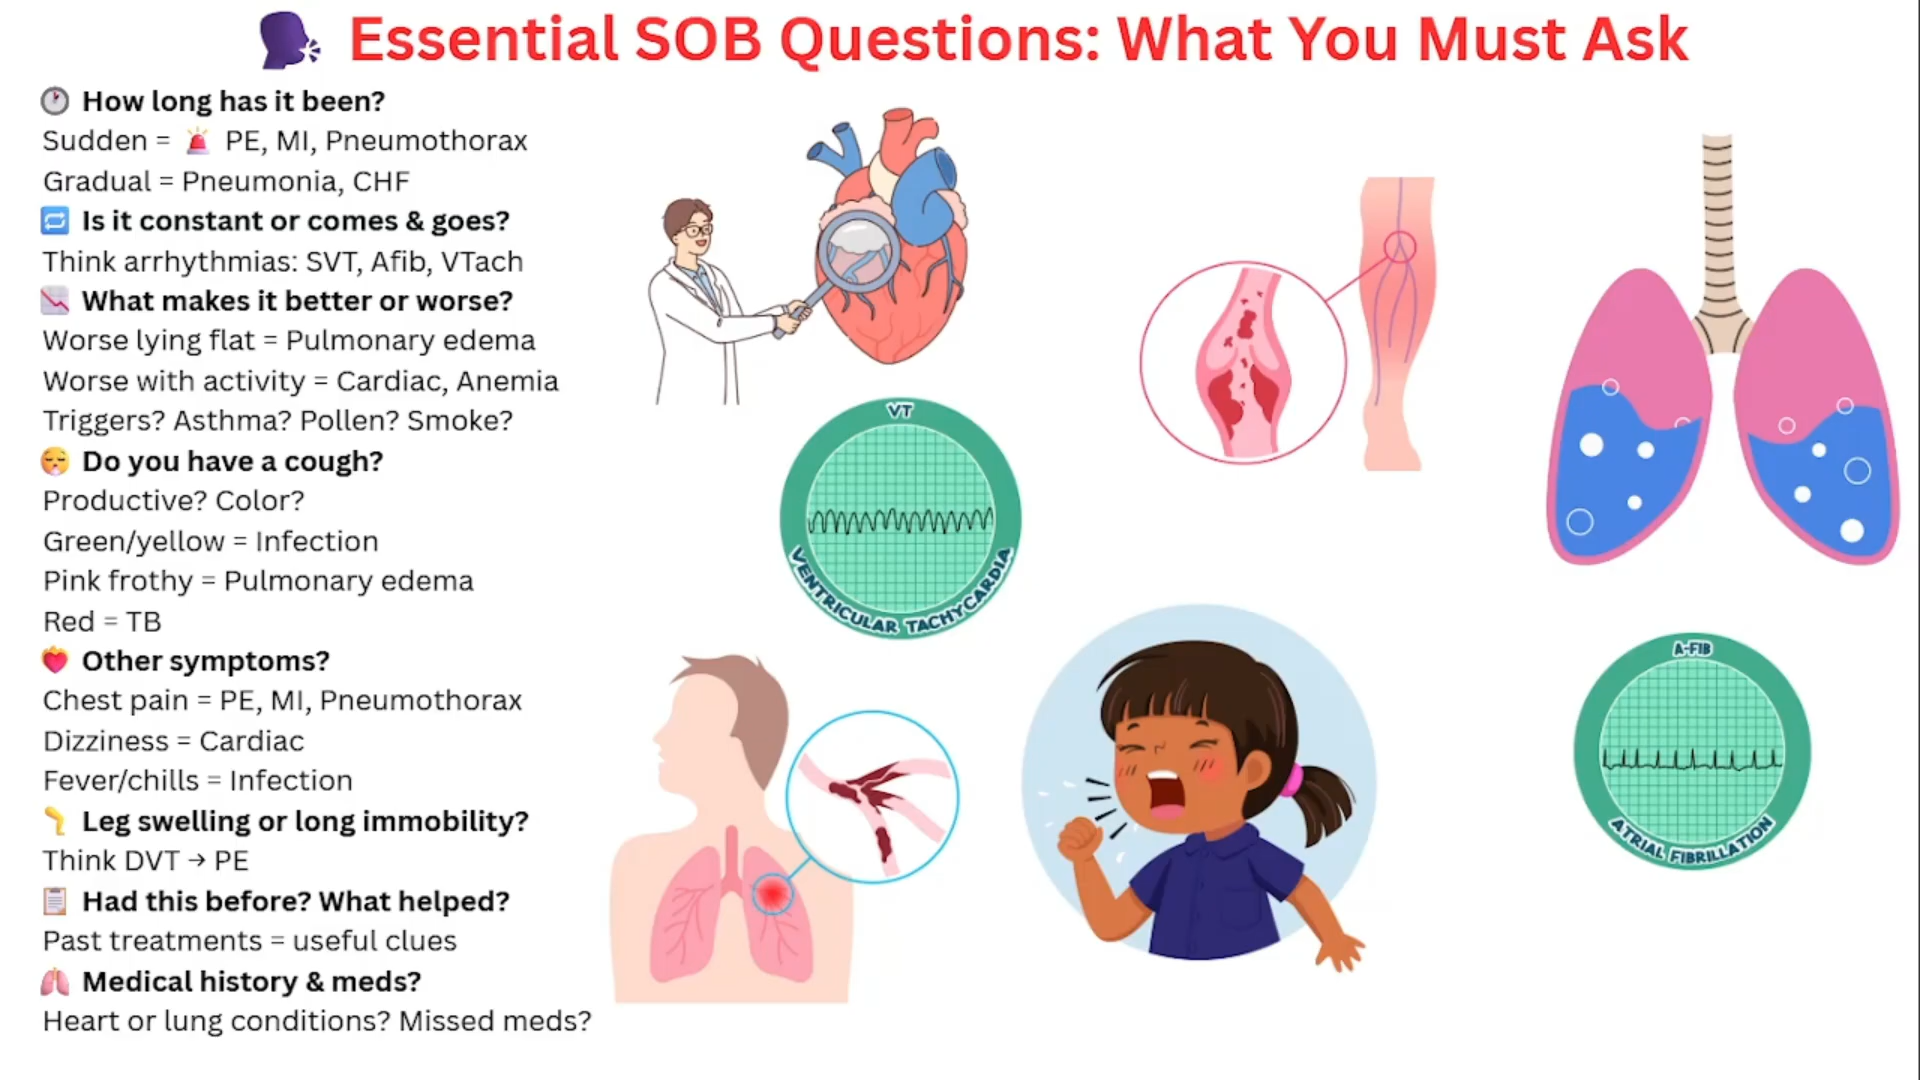 Essential SOB Questions: What You Must Ask
How long has it been?
Sudden = 🚨 PE, MI, Pneumothorax
Gradual = Pneumonia, CHF
Is it constant or comes & goes?
Think arrhythmias: SVT, Afib, VTach
What makes it better or worse?
Worse lying flat = Pulmonary edema
Worse with activity = Cardiac, Anemia
Triggers? Asthma? Pollen? Smoke?
Do you have a cough?
Productive? Color?
Green/yellow = Infection
Pink frothy = Pulmonary edema
Red = TB
Other symptoms?
Chest pain = PE, MI, Pneumothorax
Dizziness = Cardiac
Fever/chills = Infection
Leg swelling or long immobility?
Think DVT → PE
Had this before? What helped?
Past treatments = useful clues
Medical history & meds?
Heart or lung conditions? Missed meds?
VT
VENTRICULAR TACHYCARDIA
A-FIB
ATRIAL FIBRILLATION